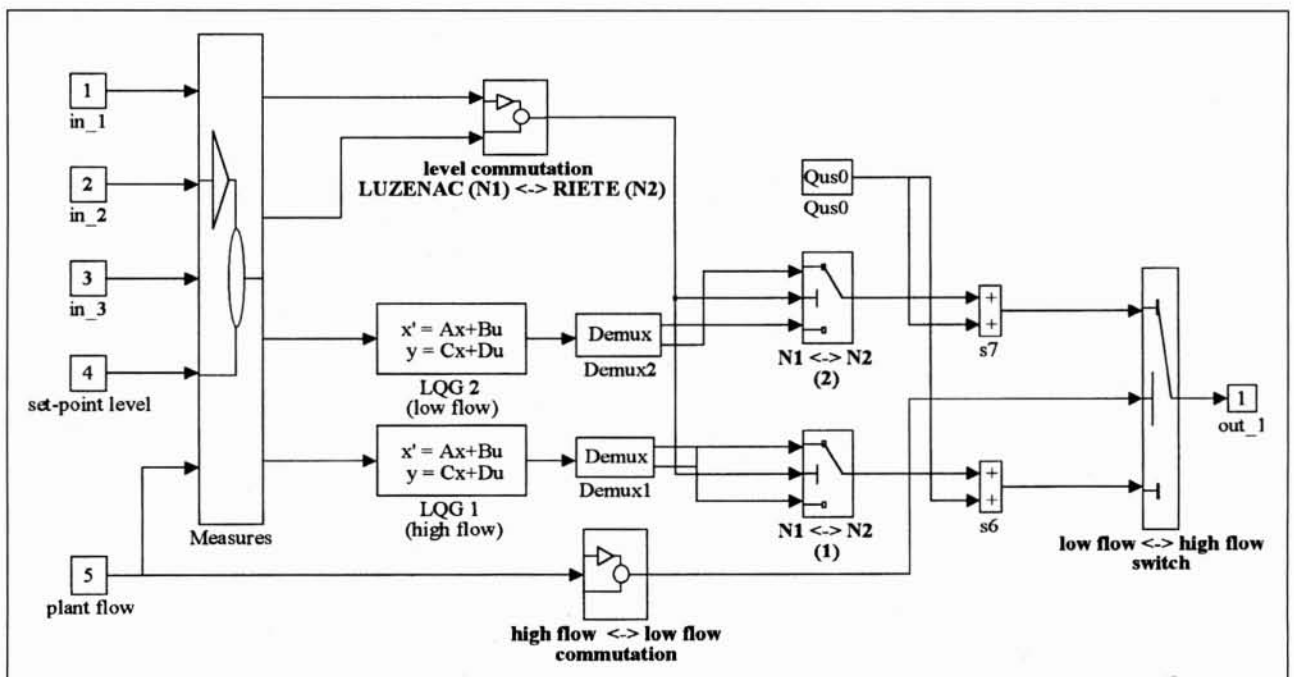 1
in_1
2
in_2
3
in_3
4
set-point level
5
plant flow
Measures
level commutation
LUZENAC (N1) <-> RIETE (N2)
x' = Ax+Bu
y = Cx+Du
LQG 2
(low flow)
Demux
Demux2
x' = Ax+Bu
y = Cx+Du
LQG 1
(high flow)
Demux
Demux1
high flow <-> low flow
commutation
Qus0
Qus0
N1 <-> N2
(2)
N1 <-> N2
(1)
+
+
s7
+
+
s6
low flow <-> high flow
switch
1
out_1